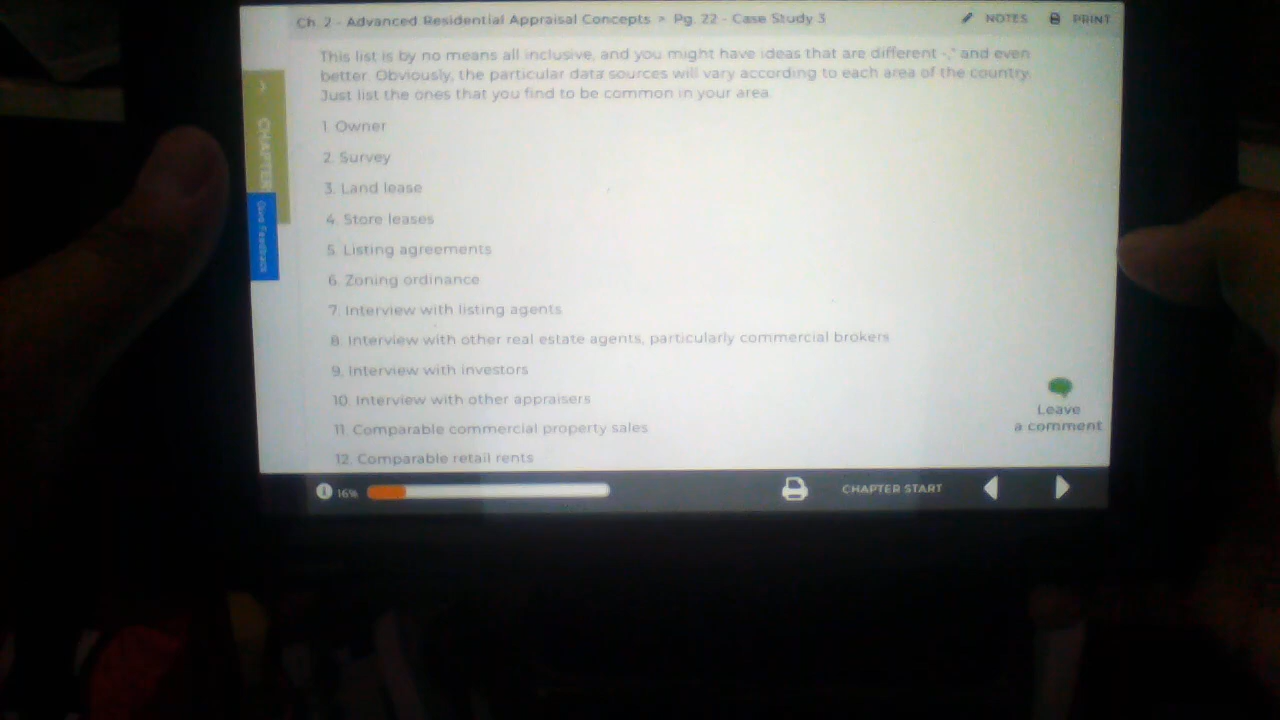 Ch. 2 - Advanced Residential Appraisal Concepts > Pg. 22 - Case Study 3
NOTES
PRINT
This list is by no means all inclusive, and you might have ideas that are different -," and even
better. Obviously, the particular data sources will vary according to each area of the country.
Just list the ones that you find to be common in your area.
CHAPTER
Give Feedback
1. Owner
2. Survey
3. Land lease
4. Store leases
5. Listing agreements
6. Zoning ordinance
7. Interview with listing agents
8. Interview with other real estate agents, particularly commercial brokers
9. Interview with investors
10. Interview with other appraisers
11. Comparable commercial property sales
12. Comparable retail rents
Leave
a comment
16%
CHAPTER START